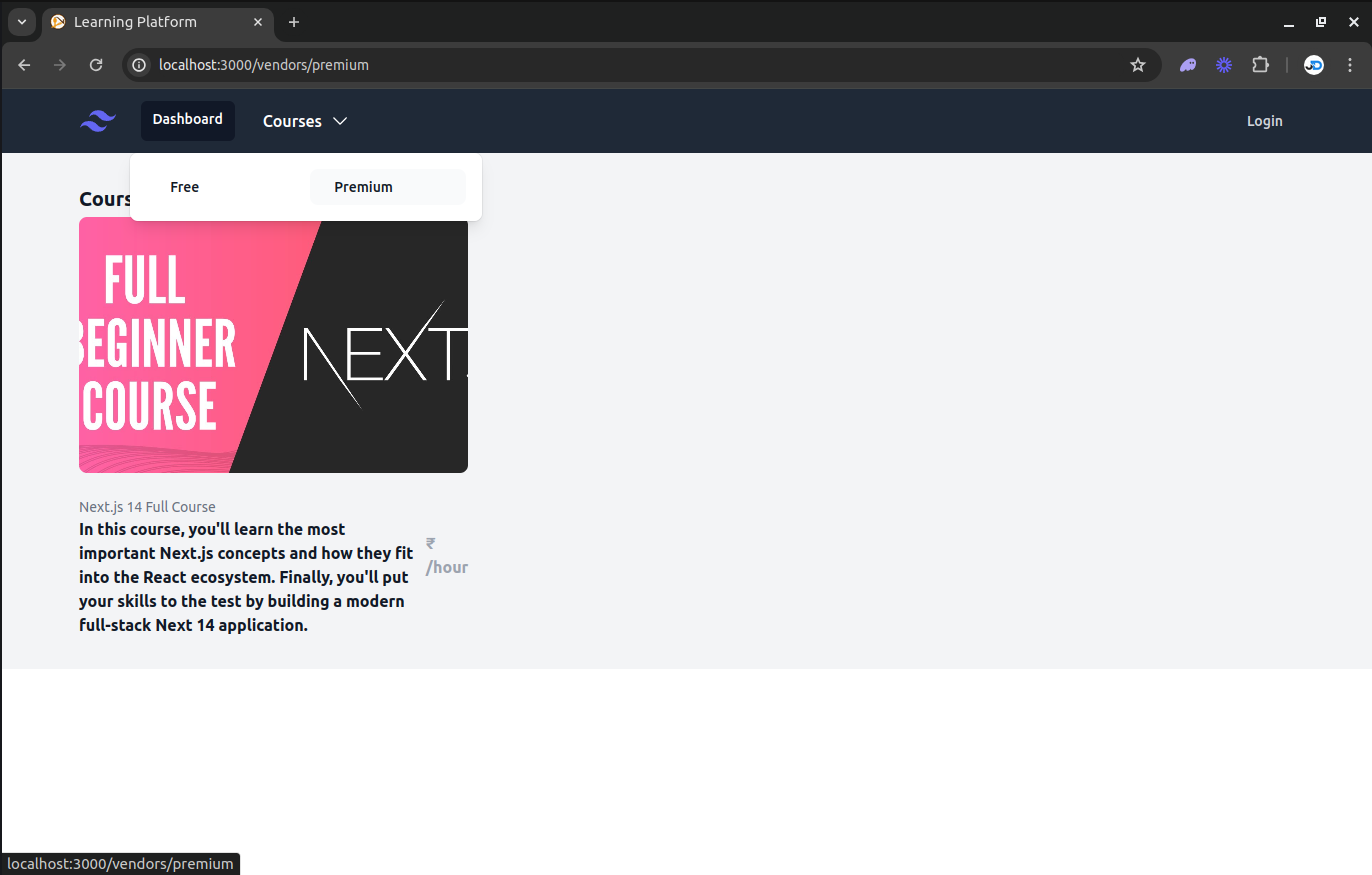 Learning Platform
localhost:3000/vendors/premium
Dashboard
Courses
Login
Free
Premium
Cours
FULL
BEGINNER
COURSE
NEXT.
Next.js 14 Full Course
In this course, you'll learn the most
important Next.js concepts and how they fit
into the React ecosystem. Finally, you'll put
your skills to the test by building a modern
full-stack Next 14 application.
₹
/hour
localhost:3000/vendors/premium